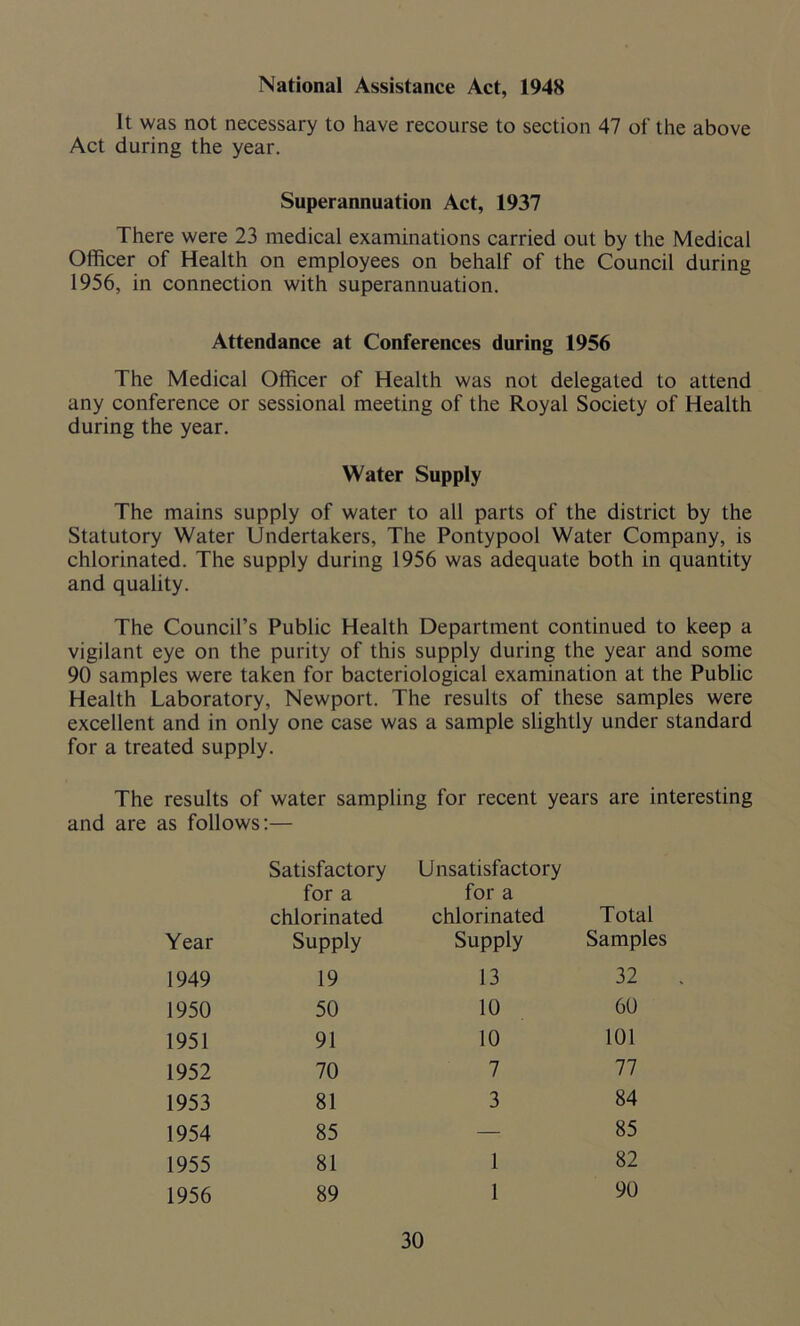 National Assistance Act, 1948
It was not necessary to have recourse to section 47 of the above
Act during the year.
Superannuation Act, 1937
There were 23 medical examinations carried out by the Medical
Officer of Health on employees on behalf of the Council during
1956, in connection with superannuation.
Attendance at Conferences during 1956
The Medical Officer of Health was not delegated to attend
any conference or sessional meeting of the Royal Society of Health
during the year.
Water Supply
The mains supply of water to all parts of the district by the
Statutory Water Undertakers, The Pontypool Water Company, is
chlorinated. The supply during 1956 was adequate both in quantity
and quality.
The Council's Public Health Department continued to keep a
vigilant eye on the purity of this supply during the year and some
90 samples were taken for bacteriological examination at the Public
Health Laboratory, Newport. The results of these samples were
excellent and in only one case was a sample slightly under standard
for a treated supply.
The results of water sampling for recent years are interesting
and are as follows:—
Satisfactory Unsatisfactory
for a for a
chlorinated chlorinated Total
Year Supply Supply Samples
1949 19 13 32
1950 50 10 60
1951 91 10 101
1952 70 7 77
1953 81 3 84
1954 85 — 85
1955 81 1 82
1956 89 1 90
30